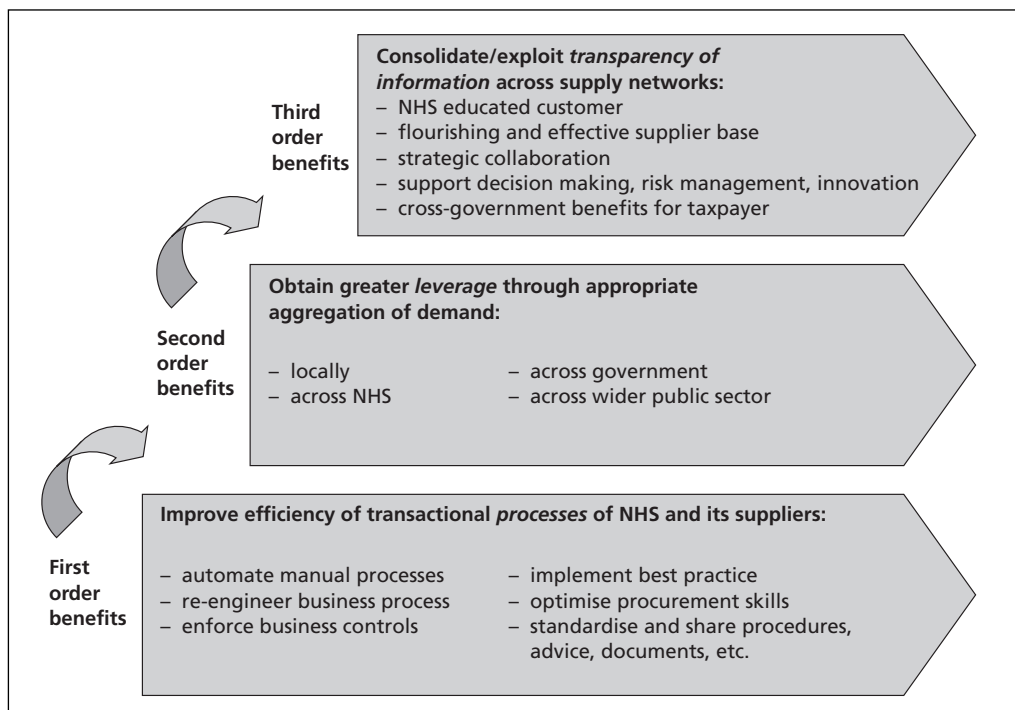 Consolidate/exploit transparency of
information across supply networks:
– NHS educated customer
– flourishing and effective supplier base
– strategic collaboration
– support decision making, risk management, innovation
– cross-government benefits for taxpayer
Third
order
benefits
Obtain greater leverage through appropriate
aggregation of demand:
– locally
– across NHS
– across government
– across wider public sector
Second
order
benefits
Improve efficiency of transactional processes of NHS and its suppliers:
– automate manual processes
– re-engineer business process
– enforce business controls
– implement best practice
– optimise procurement skills
– standardise and share procedures,
advice, documents, etc.
First
order
benefits